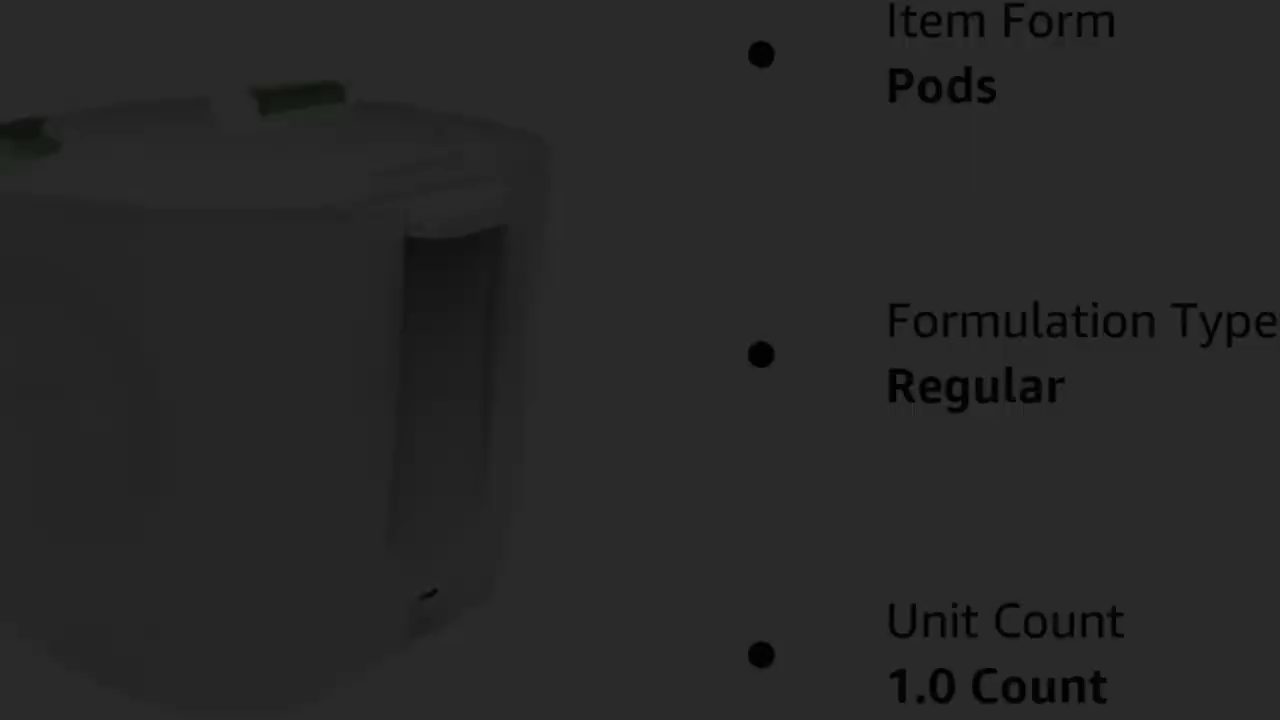 Item Form
Pods
Formulation Type
Regular
Unit Count
1.0 Count